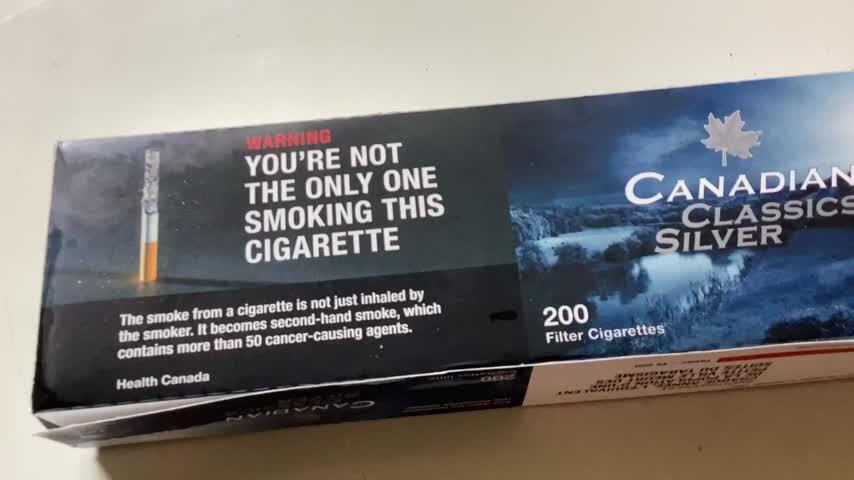 WARNING
YOU'RE NOT
THE ONLY ONE
SMOKING THIS
CIGARETTE
The smoke from a cigarette is not just inhaled by
the smoker. It becomes second-hand smoke, which
contains more than 50 cancer-causing agents.
Health Canada
CANADIAN
CLASSICS
SILVER
200
Filter Cigarettes
CANADIAN
200